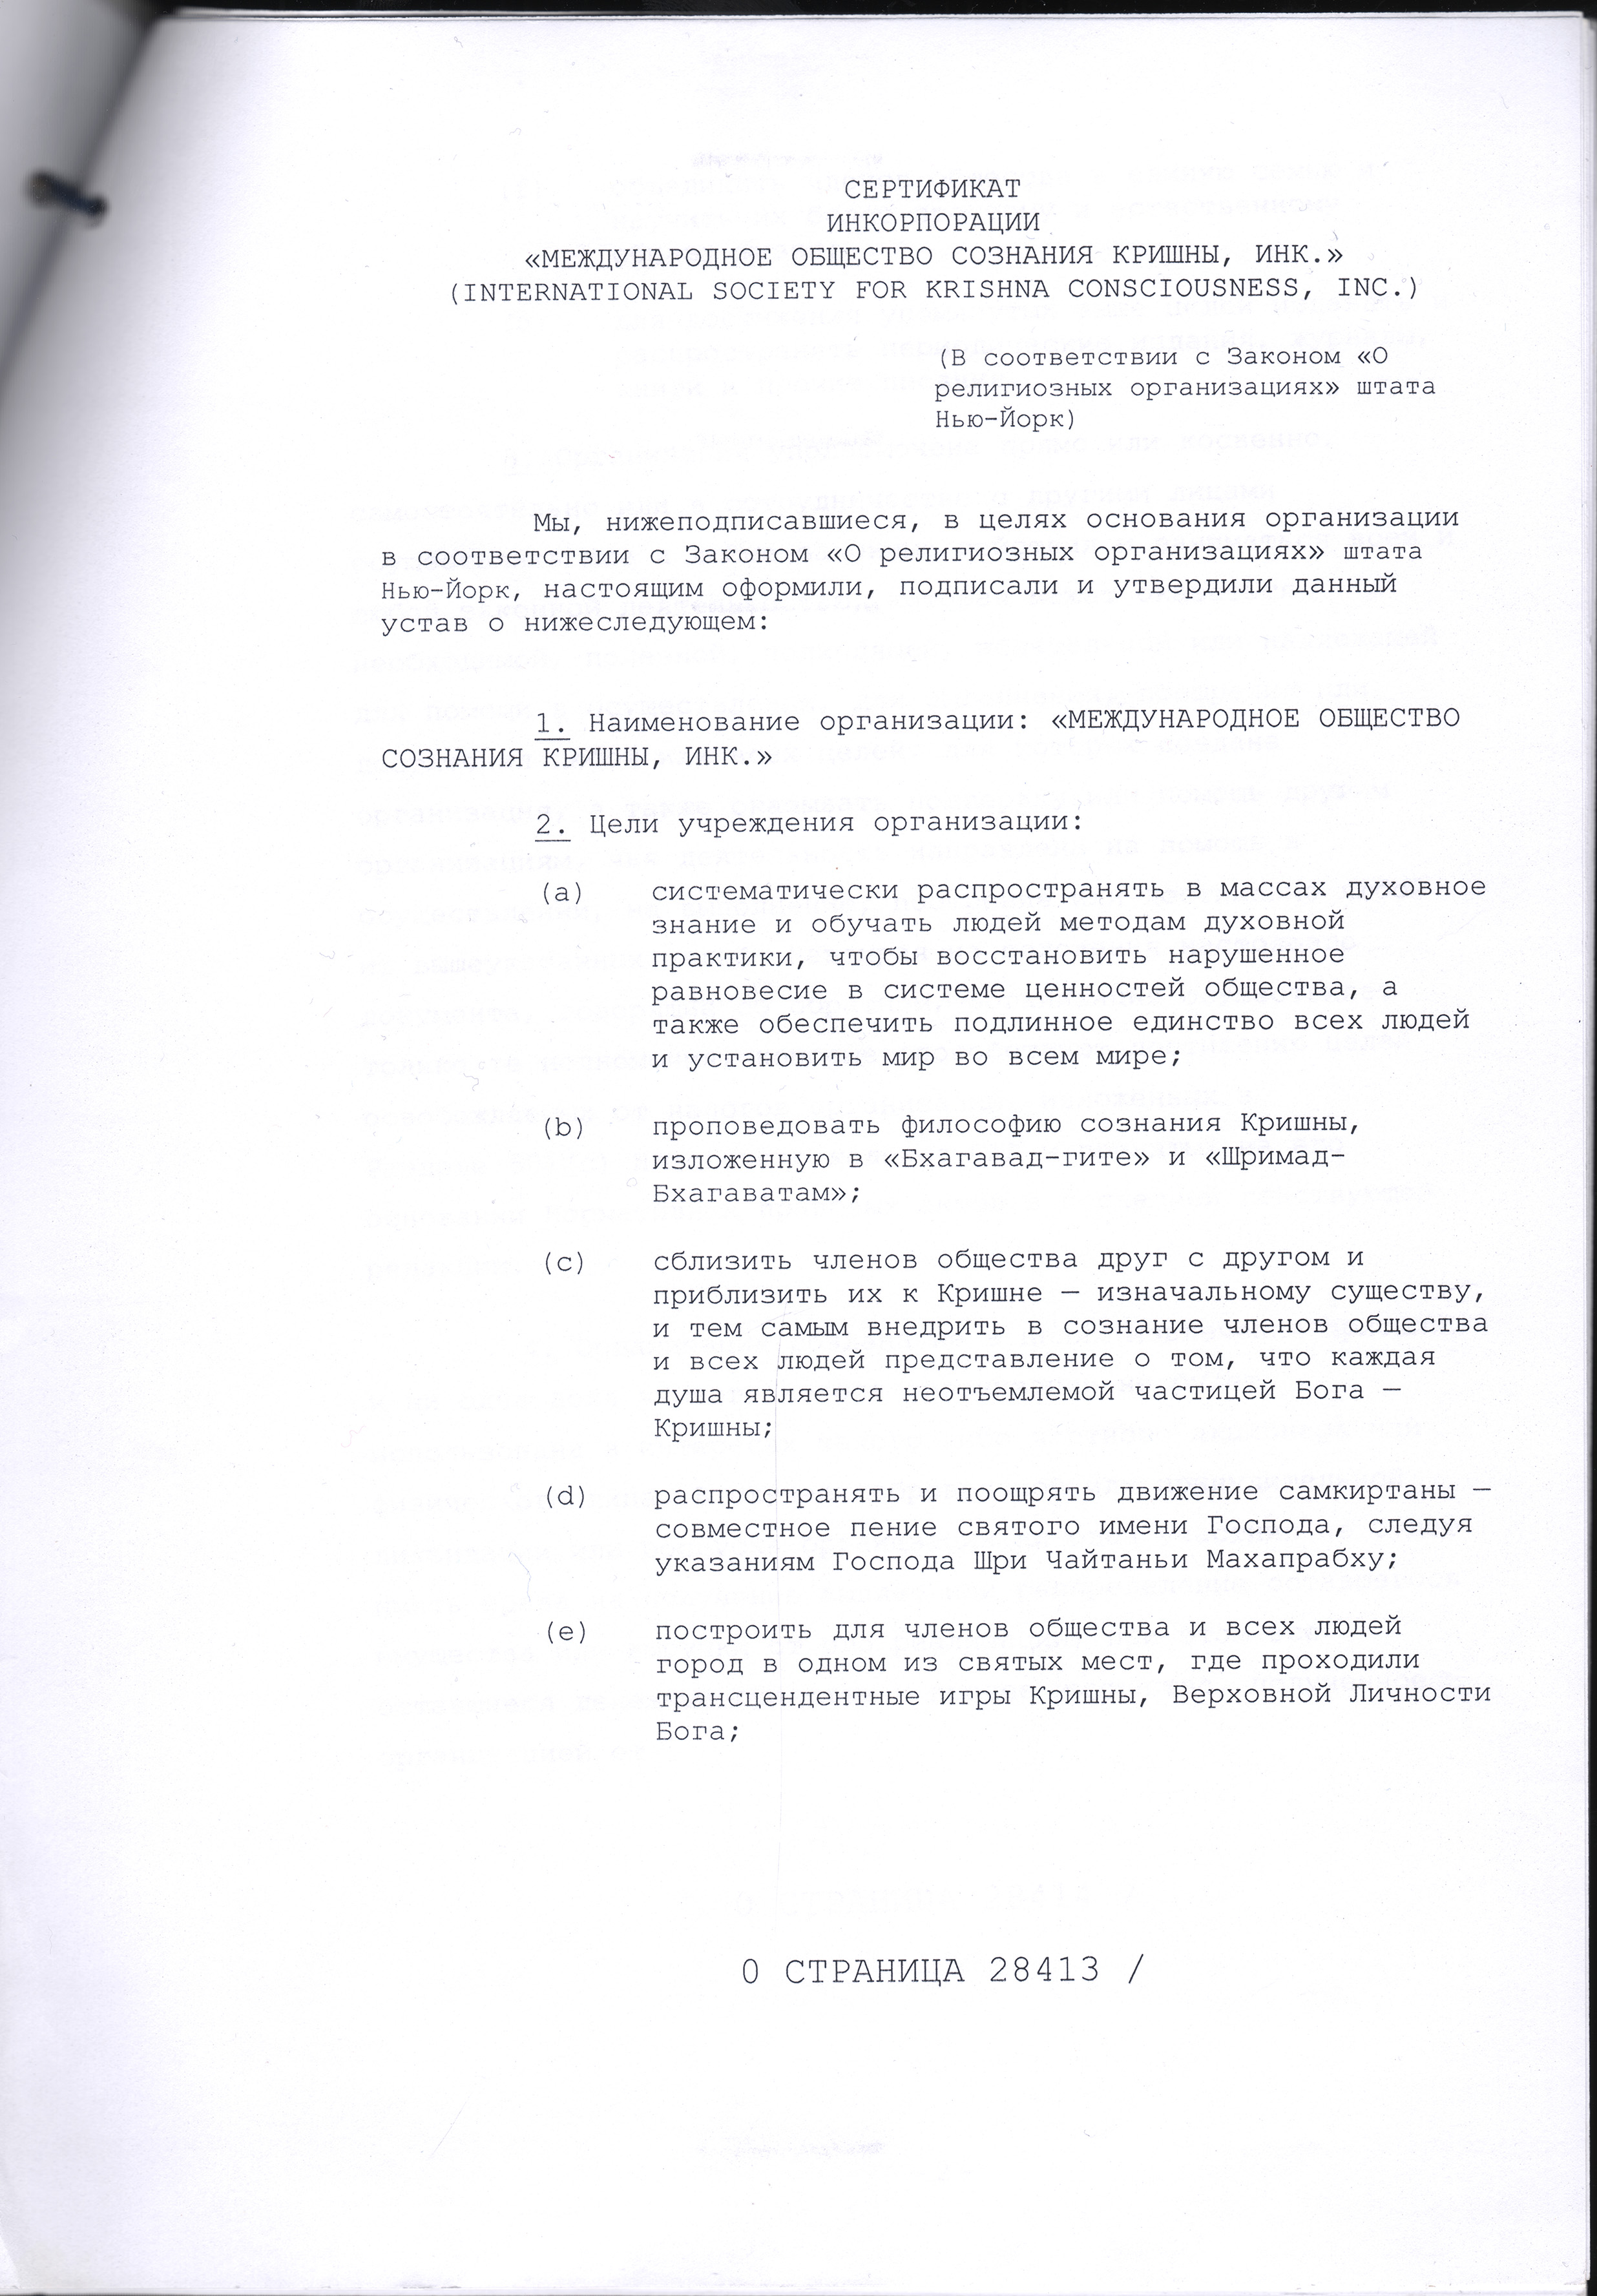 СЕРТИФИКАТ
ИНКОРПОРАЦИИ
«МЕЖДУНАРОДНОЕ ОБЩЕСТВО СОЗНАНИЯ КРИШНЫ, ИНК.»
(INTERNATIONAL SOCIETY FOR KRISHNA CONSCIOUSNESS, INC.)
(В соответствии с Законом «О
религиозных организациях» штата
Нью-Йорк)
Мы, нижеподписавшиеся, в целях основания организации
в соответствии с Законом «О религиозных организациях» штата
Нью-Йорк, настоящим оформили, подписали и утвердили данный
устав о нижеследующем:
1. Наименование организации: «МЕЖДУНАРОДНОЕ ОБЩЕСТВО
СОЗНАНИЯ КРИШНЫ, ИНК.»
2. Цели учреждения организации:
(a) систематически распространять в массах духовное
знание и обучать людей методам духовной
практики, чтобы восстановить нарушенное
равновесие в системе ценностей общества, а
также обеспечить подлинное единство всех людей
и установить мир во всем мире;
(b) проповедовать философию сознания Кришны,
изложенную в «Бхагавад-гите» и «Шримад-
Бхагаватам»;
(c) сблизить членов общества друг с другом и
приблизить их к Кришне — изначальному существу,
и тем самым внедрить в сознание членов общества
и всех людей представление о том, что каждая
душа является неотъемлемой частицей Бога —
Кришны;
(d) распространять и поощрять движение самкиртаны —
совместное пение святого имени Господа, следуя
указаниям Господа Шри Чайтаньи Махапрабху;
(e) построить для членов общества и всех людей
город в одном из святых мест, где проходили
трансцендентные игры Кришны, Верховной Личности
Бога;
0 СТРАНИЦА 28413 /